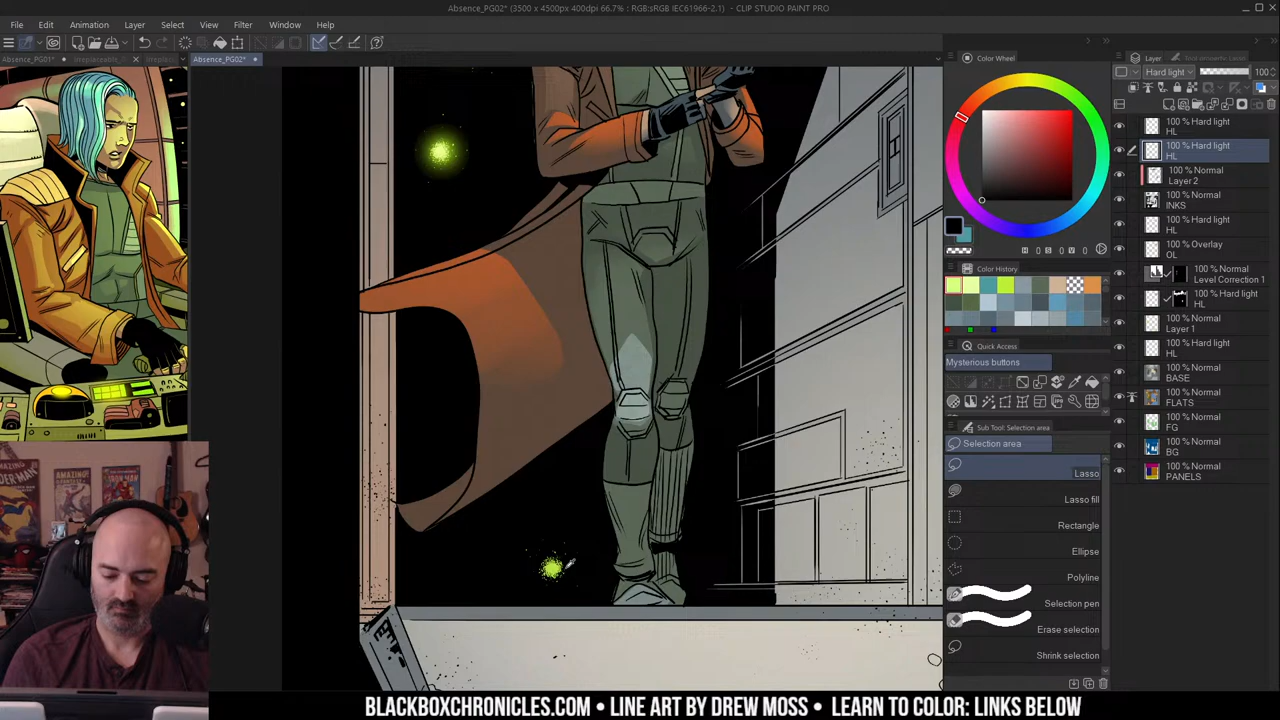 Absence_PG02* (3500 x 4500px 400dpi 66.7% : RGB:sRGB IEC61966-2.1) - CLIP STUDIO PAINT PRO
File Edit Animation Layer Select View Filter Window Help
Absence_PG01*
Absence_PG02*
Color Wheel
H 0 S 0 V 0
Color History
Quick Access
Mysterious buttons
Sub Tool: Selection area
Selection area
Lasso
Lasso fill
Rectangle
Ellipse
Polyline
Selection pen
Erase selection
Shrink selection
Layer
Hard light 100
100 % Hard light
HL
100 % Hard light
HL
100 % Normal
Layer 2
100 % Normal
INKS
100 % Hard light
HL
100 % Overlay
OL
100 % Normal
Level Correction 1
100 % Hard light
HL
100 % Normal
Layer 1
100 % Hard light
HL
100 % Normal
BASE
100 % Normal
FLATS
100 % Normal
FG
100 % Normal
BG
100 % Normal
PANELS
BLACKBOXCHRONICLES.COM • LINE ART BY DREW MOSS • LEARN TO COLOR: LINKS BELOW